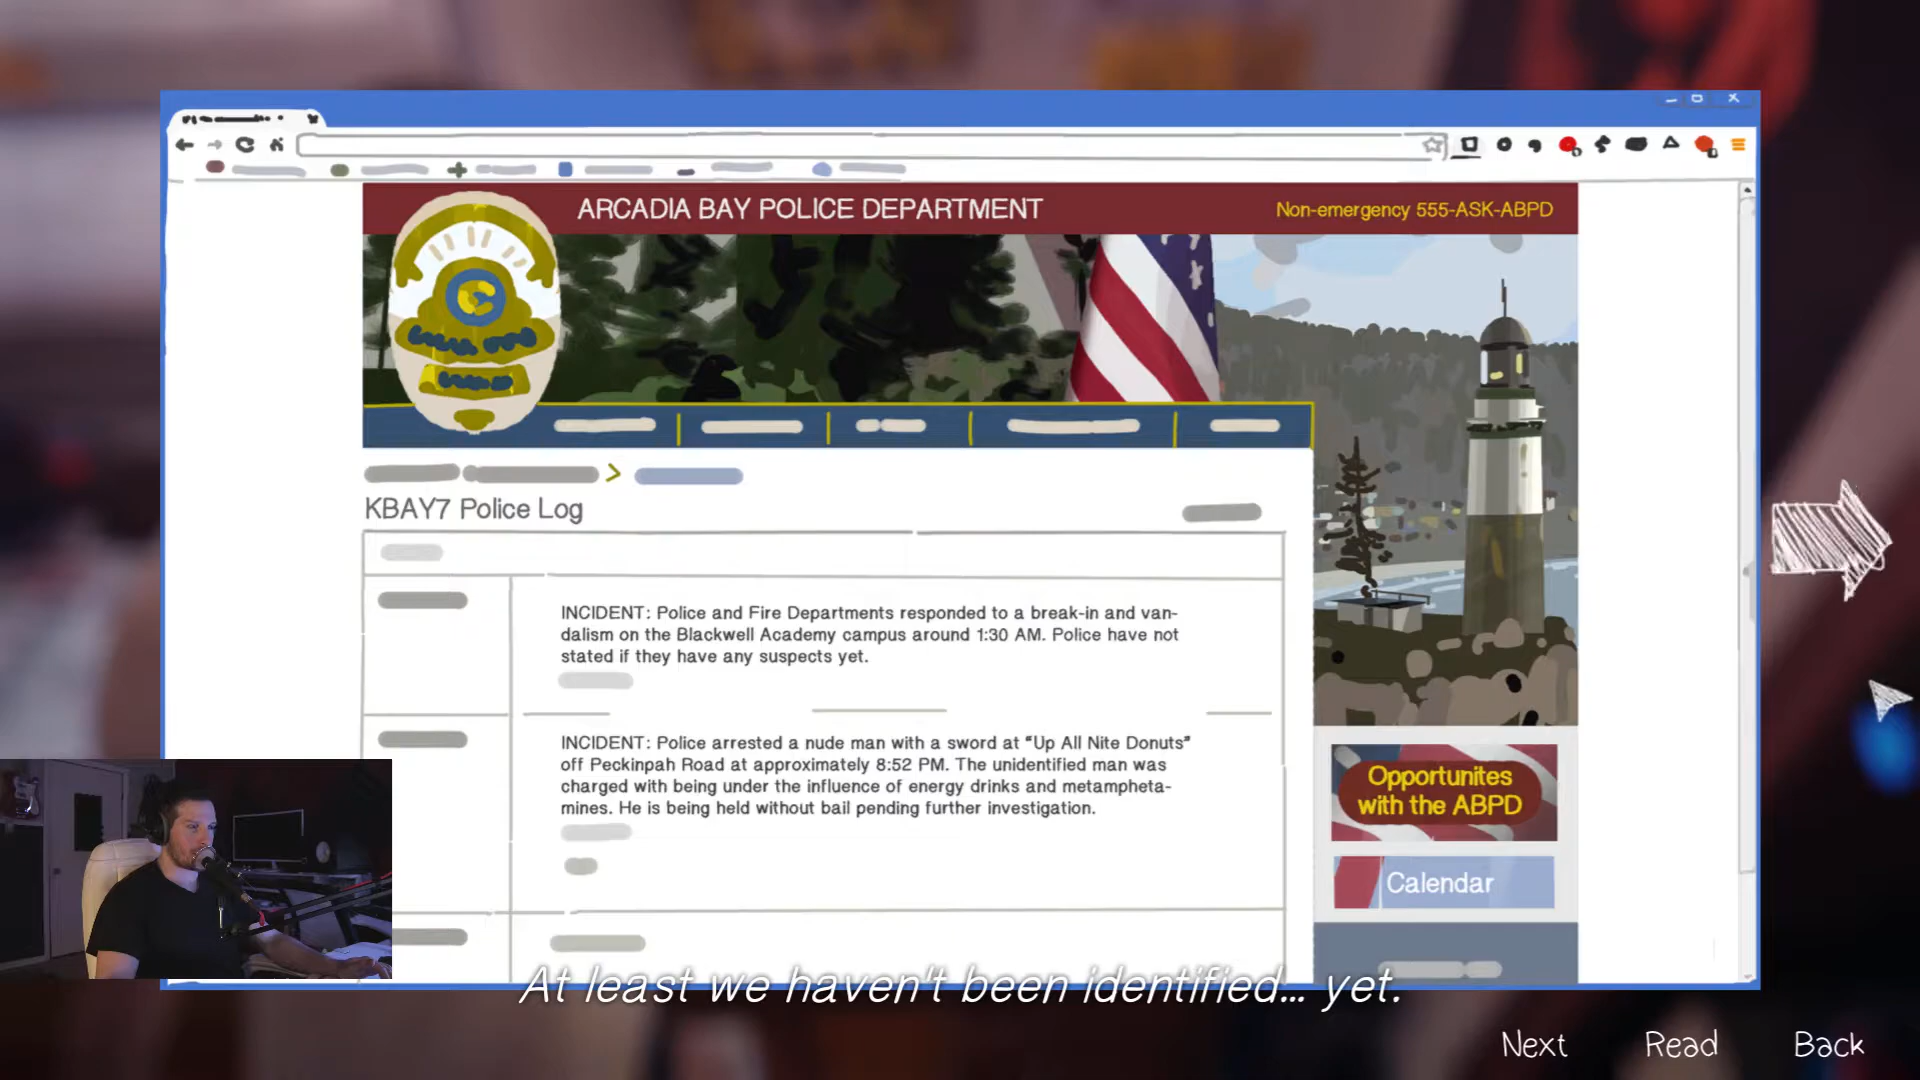 ARCADIA BAY POLICE DEPARTMENT
Non-emergency 555-ASK-ABPD
KBAY7 Police Log
INCIDENT: Police and Fire Departments responded to a break-in and van-
dalism on the Blackwell Academy campus around 1:30 AM. Police have not
stated if they have any suspects yet.
INCIDENT: Police arrested a nude man with a sword at "Up All Nite Donuts"
off Peckinpah Road at approximately 8:52 PM. The unidentified man was
charged with being under the influence of energy drinks and metampheta-
mines. He is being held without bail pending further investigation.
Opportunites
with the ABPD
Calendar
At least we haven't been identified... yet.
Next
Read
Back